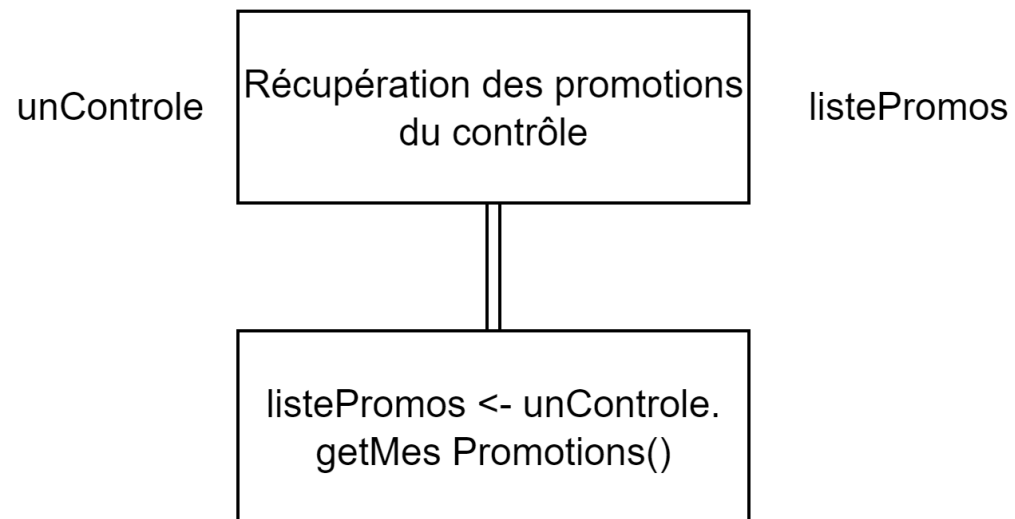 unControle
Récupération des promotions
du contrôle
listePromos
listePromos <- unControle.
getMes Promotions()